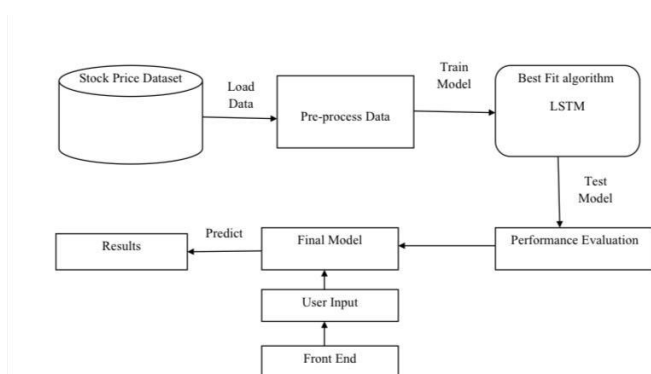 Stock Price Dataset
Load
Data
Pre-process Data
Train
Model
Best Fit algorithm
LSTM
Test
Model
Performance Evaluation
Final Model
Predict
Results
User Input
Front End